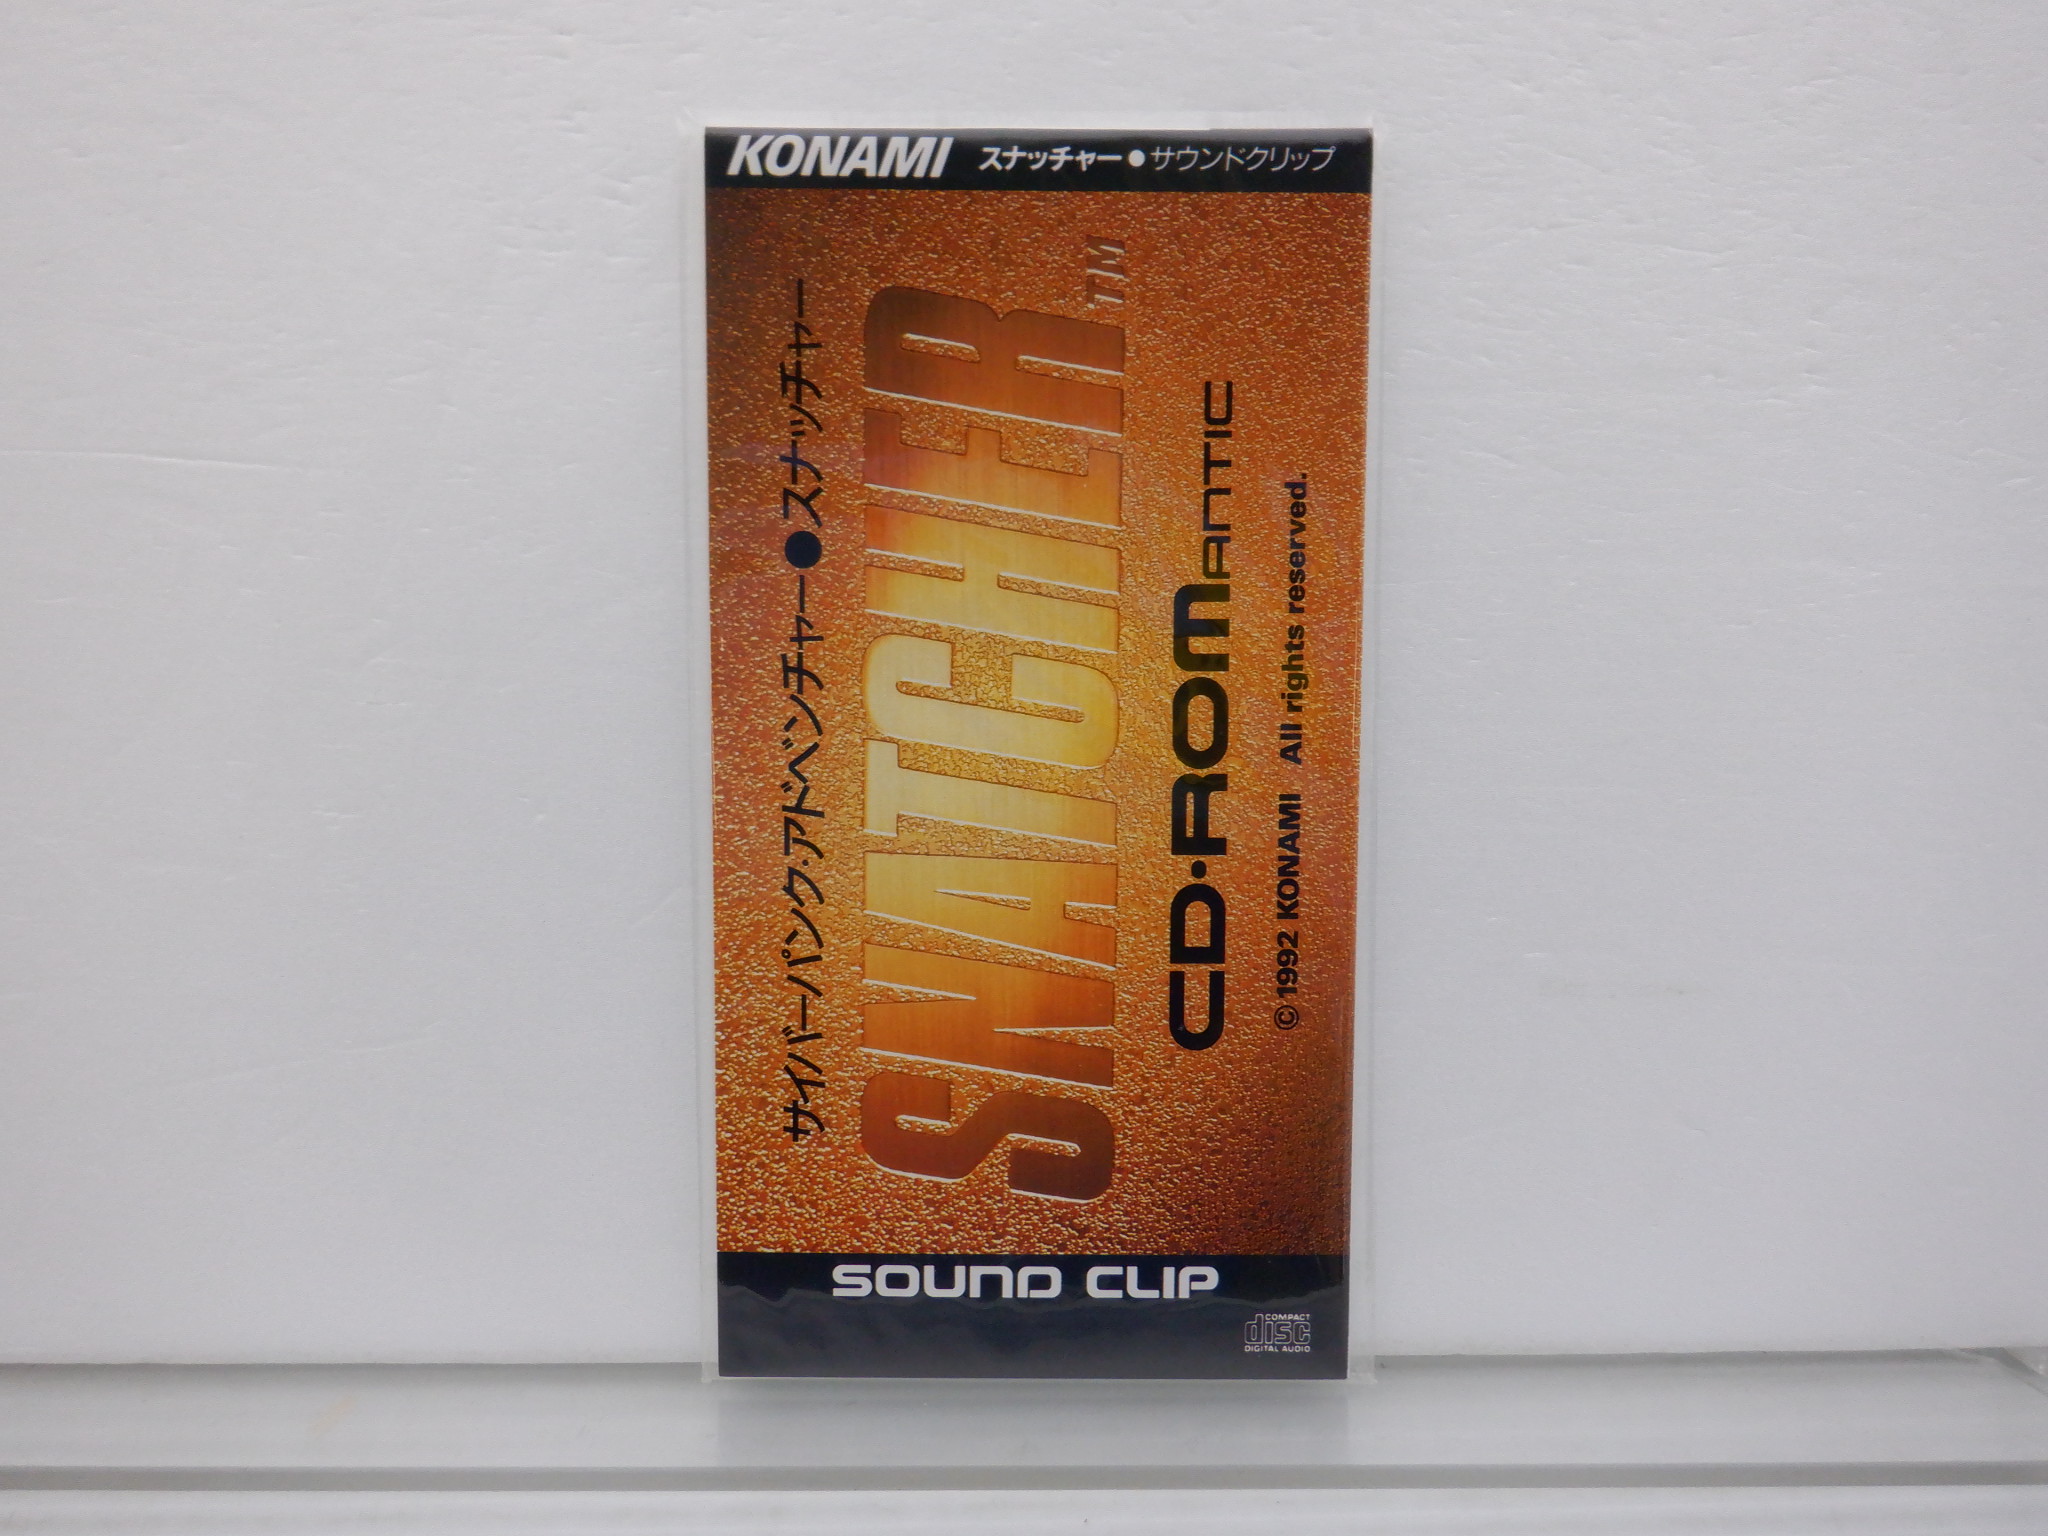 KONAMI スナッチャー●サウンドクリップ
サイバーパンク・アドベンチャー●スナッチャー
SNATCHER™
CD・ROMANTIC
©1992 KONAMI All rights reserved.
SOUND CLIP
COMPACT
disc
DIGITAL AUDIO